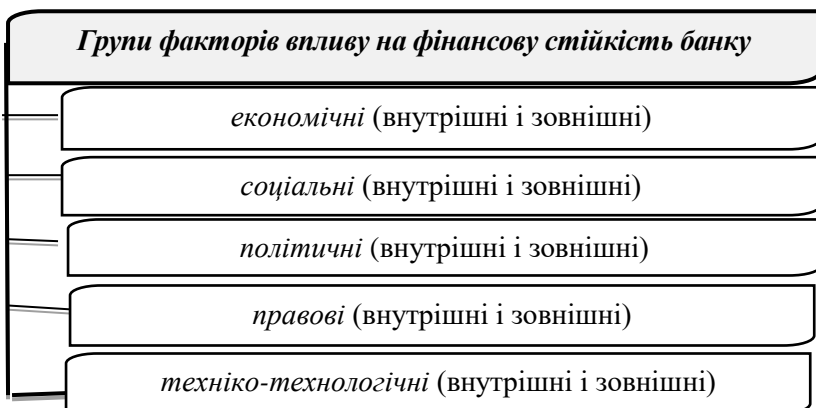 Групи факторів впливу на фінансову стійкість банку
економічні (внутрішні і зовнішні)
соціальні (внутрішні і зовнішні)
політичні (внутрішні і зовнішні)
правові (внутрішні і зовнішні)
техніко-технологічні (внутрішні і зовнішні)